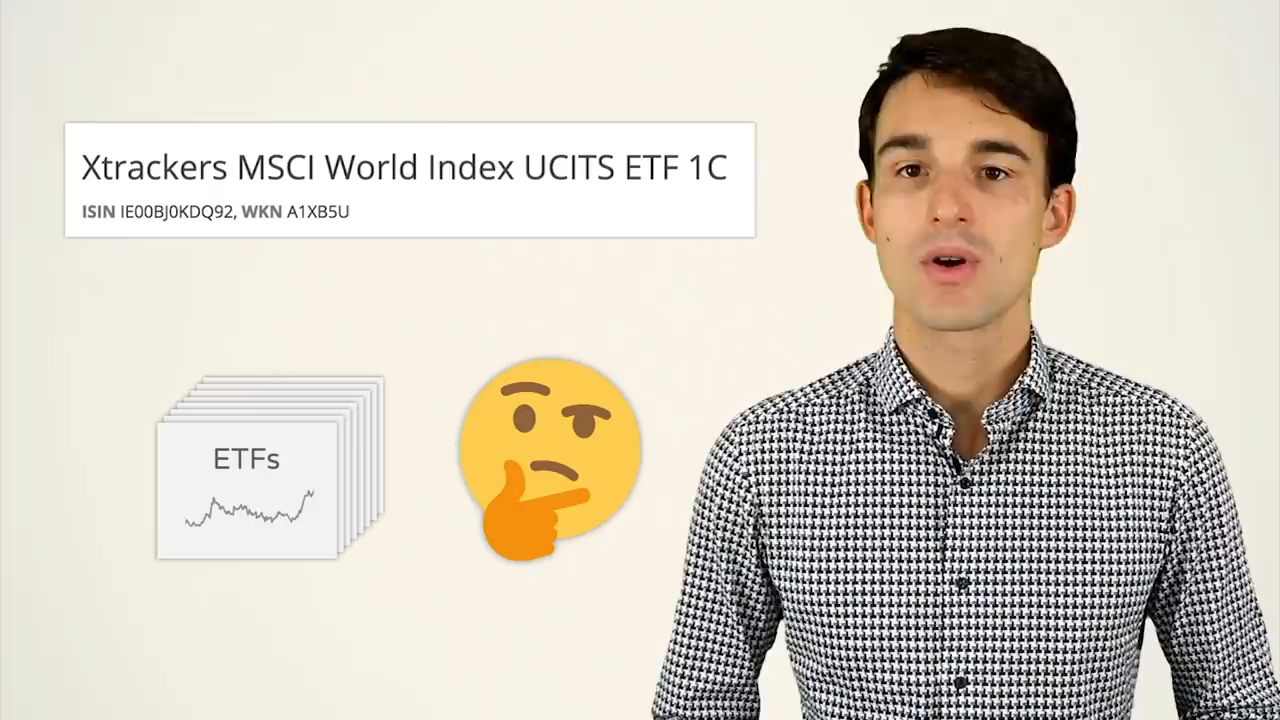 Xtrackers MSCI World Index UCITS ETF 1C
ISIN IE00BJ0KDQ92, WKN A1XB5U
ETFs